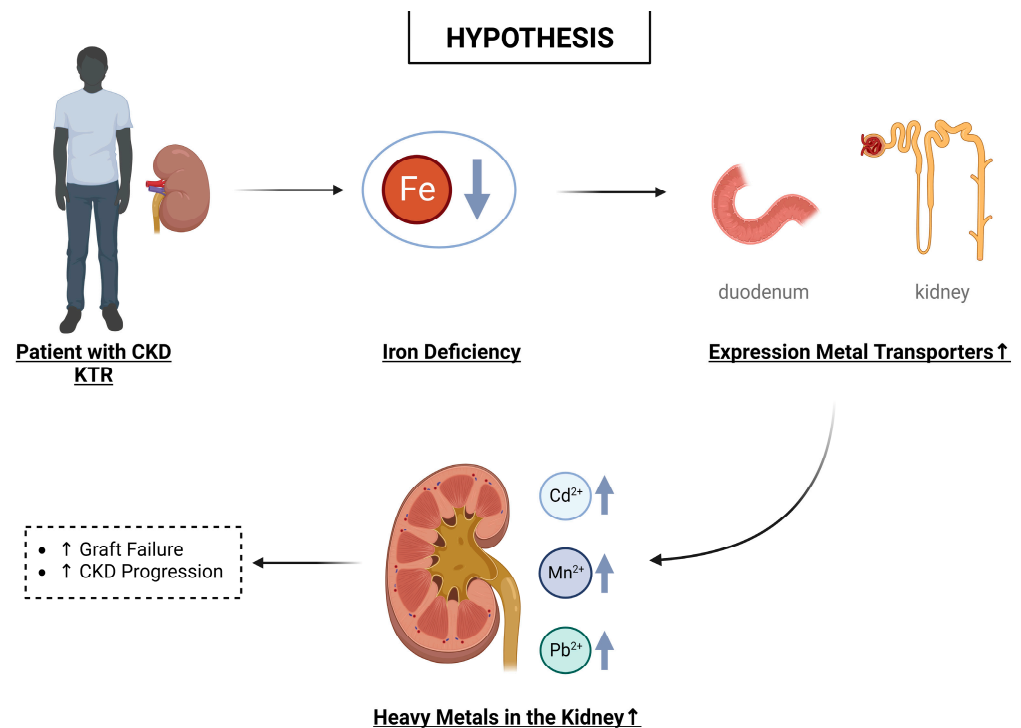 HYPOTHESIS
Fe
duodenum
kidney
Patient with CKD
KTR
Iron Deficiency
Expression Metal Transporters↑
Cd²⁺
Mn²⁺
Pb²⁺
• ↑ Graft Failure
• ↑ CKD Progression
Heavy Metals in the Kidney↑